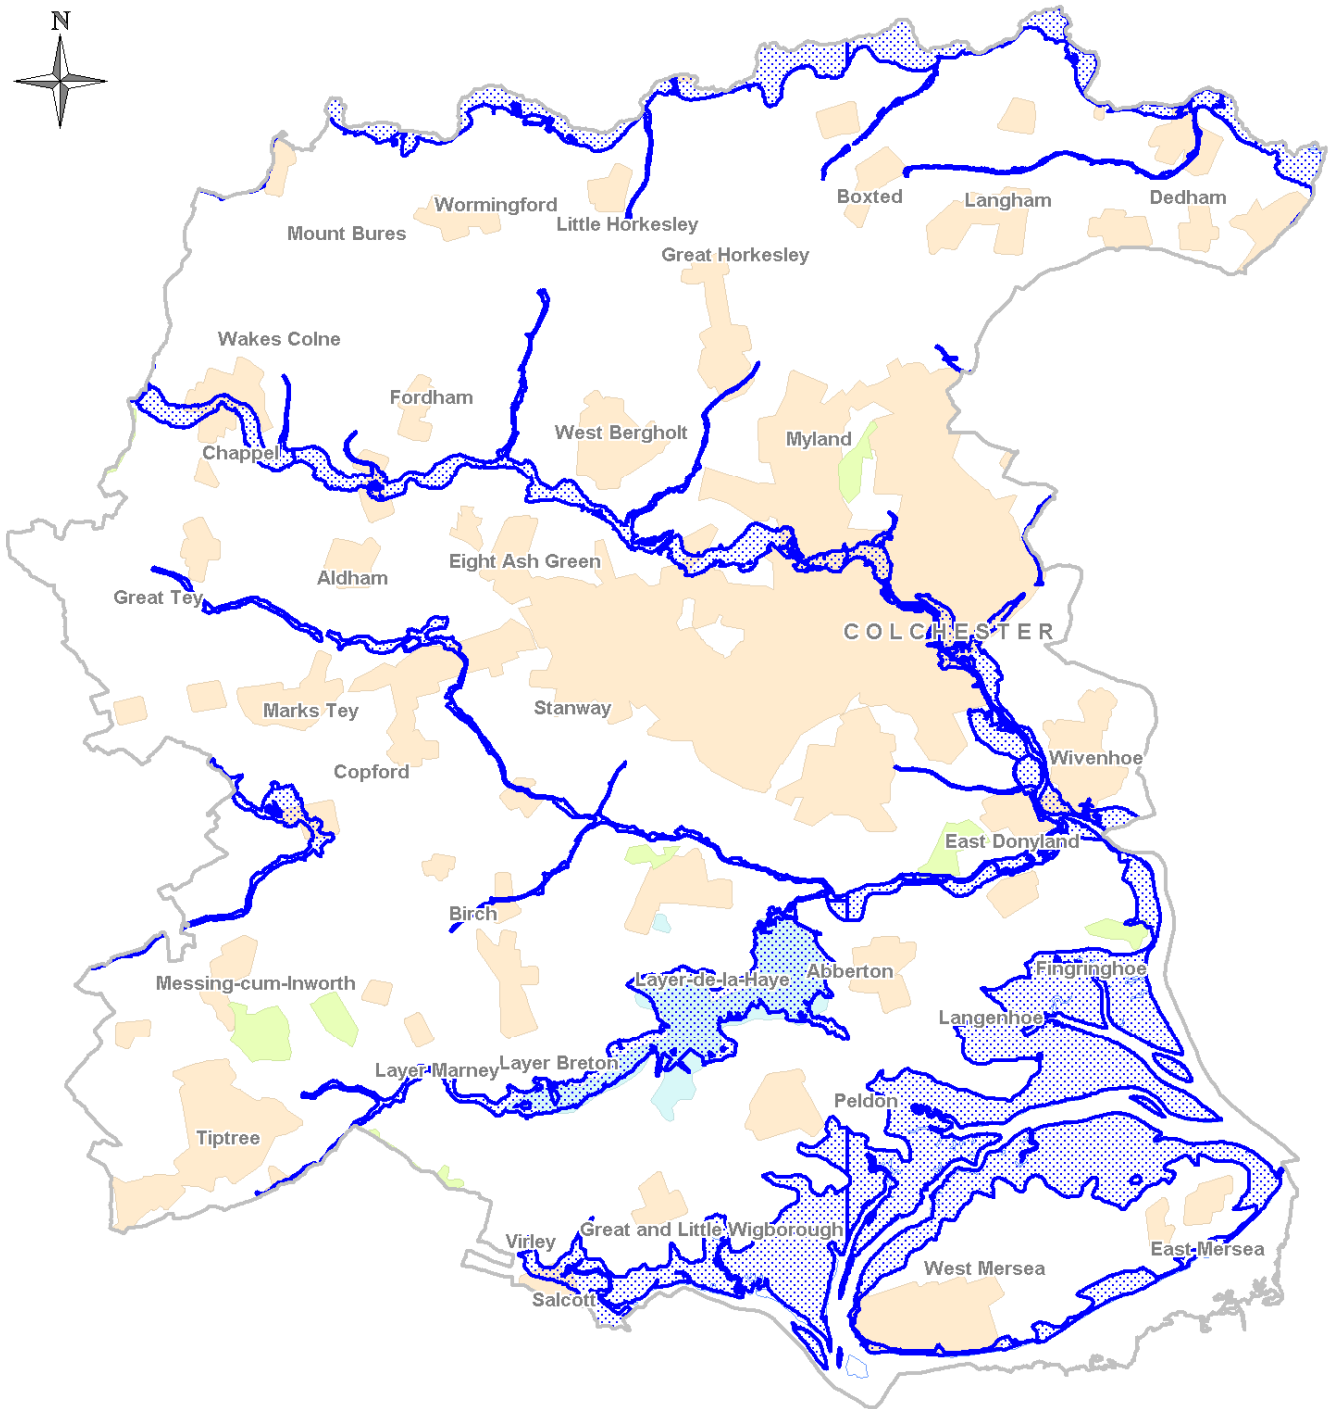 N
Boxted
Langham
Dedham
Wormingford
Little Horkesley
Mount Bures
Great Horkesley
Wakes Colne
Fordham
West Bergholt
Myland
Chappel
Eight Ash Green
Aldham
Great Tey
COLCHESTER
Marks Tey
Stanway
Copford
Wivenhoe
East Donyland
Birch
Messing-cum-Inworth
Layer-de-la-Haye
Abberton
Fingringhoe
Langenhoe
Layer Marney
Layer Breton
Peldon
Tiptree
Great and Little Wigborough
Virley
East Mersea
West Mersea
Salcott